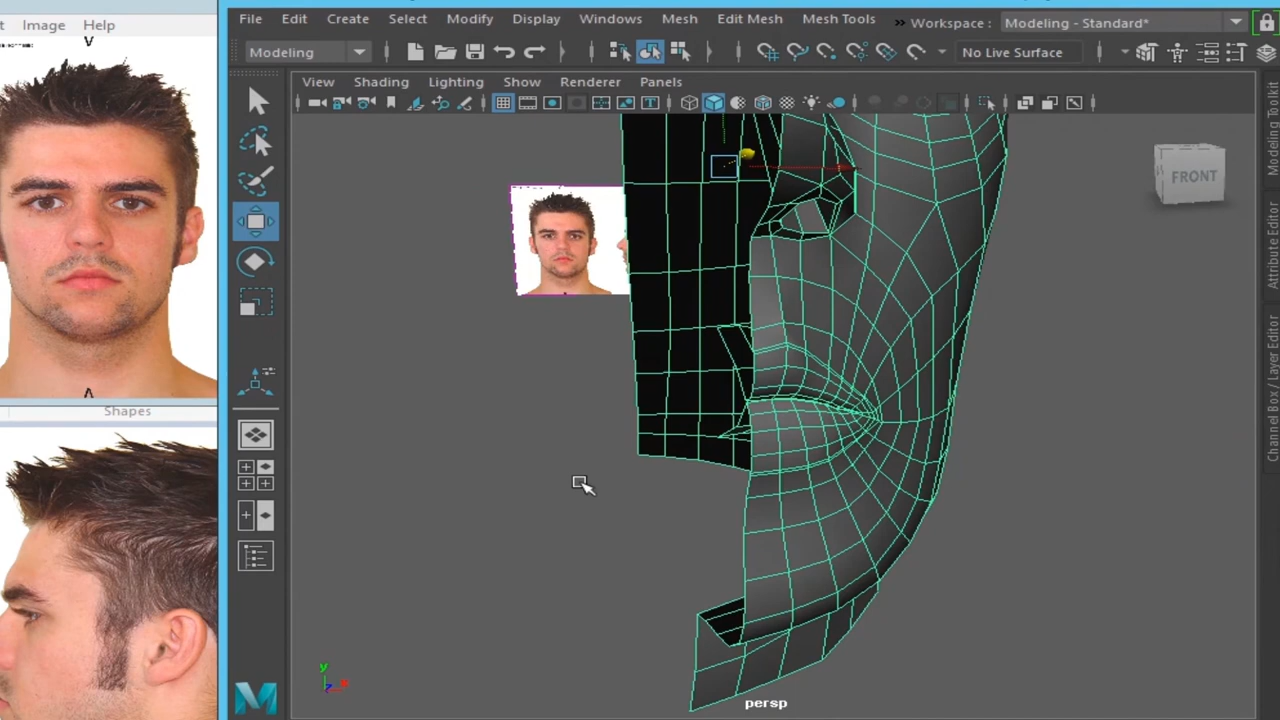 t Image Help
Shapes
File Edit Create Select Modify Display Windows Mesh Edit Mesh Mesh Tools » Workspace : Modeling - Standard*
Modeling No Live Surface
View Shading Lighting Show Renderer Panels
FRONT
persp
y
x
z
Modeling Toolkit
Attribute Editor
Channel Box / Layer Editor